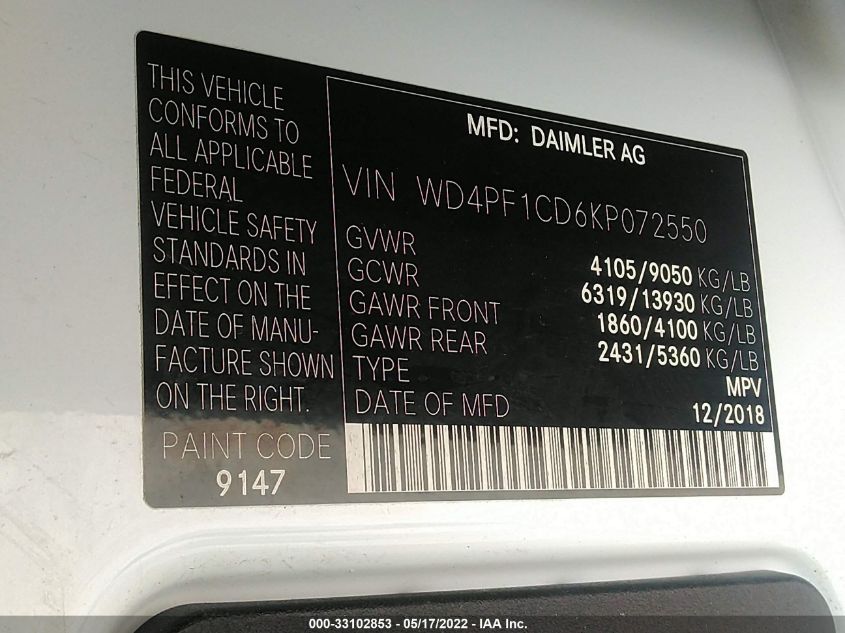 THIS VEHICLE
CONFORMS TO
ALL APPLICABLE
FEDERAL
VEHICLE SAFETY
STANDARDS IN
EFFECT ON THE
DATE OF MANU-
FACTURE SHOWN
ON THE RIGHT.
PAINT CODE
9147
MFD: DAIMLER AG
VIN WD4PF1CD6KP072550
GVWR 4105/9050 KG/LB
GCWR 6319/13930 KG/LB
GAWR FRONT 1860/4100 KG/LB
GAWR REAR 2431/5360 KG/LB
TYPE MPV
DATE OF MFD 12/2018
000-33102853 - 05/17/2022 - IAA Inc.